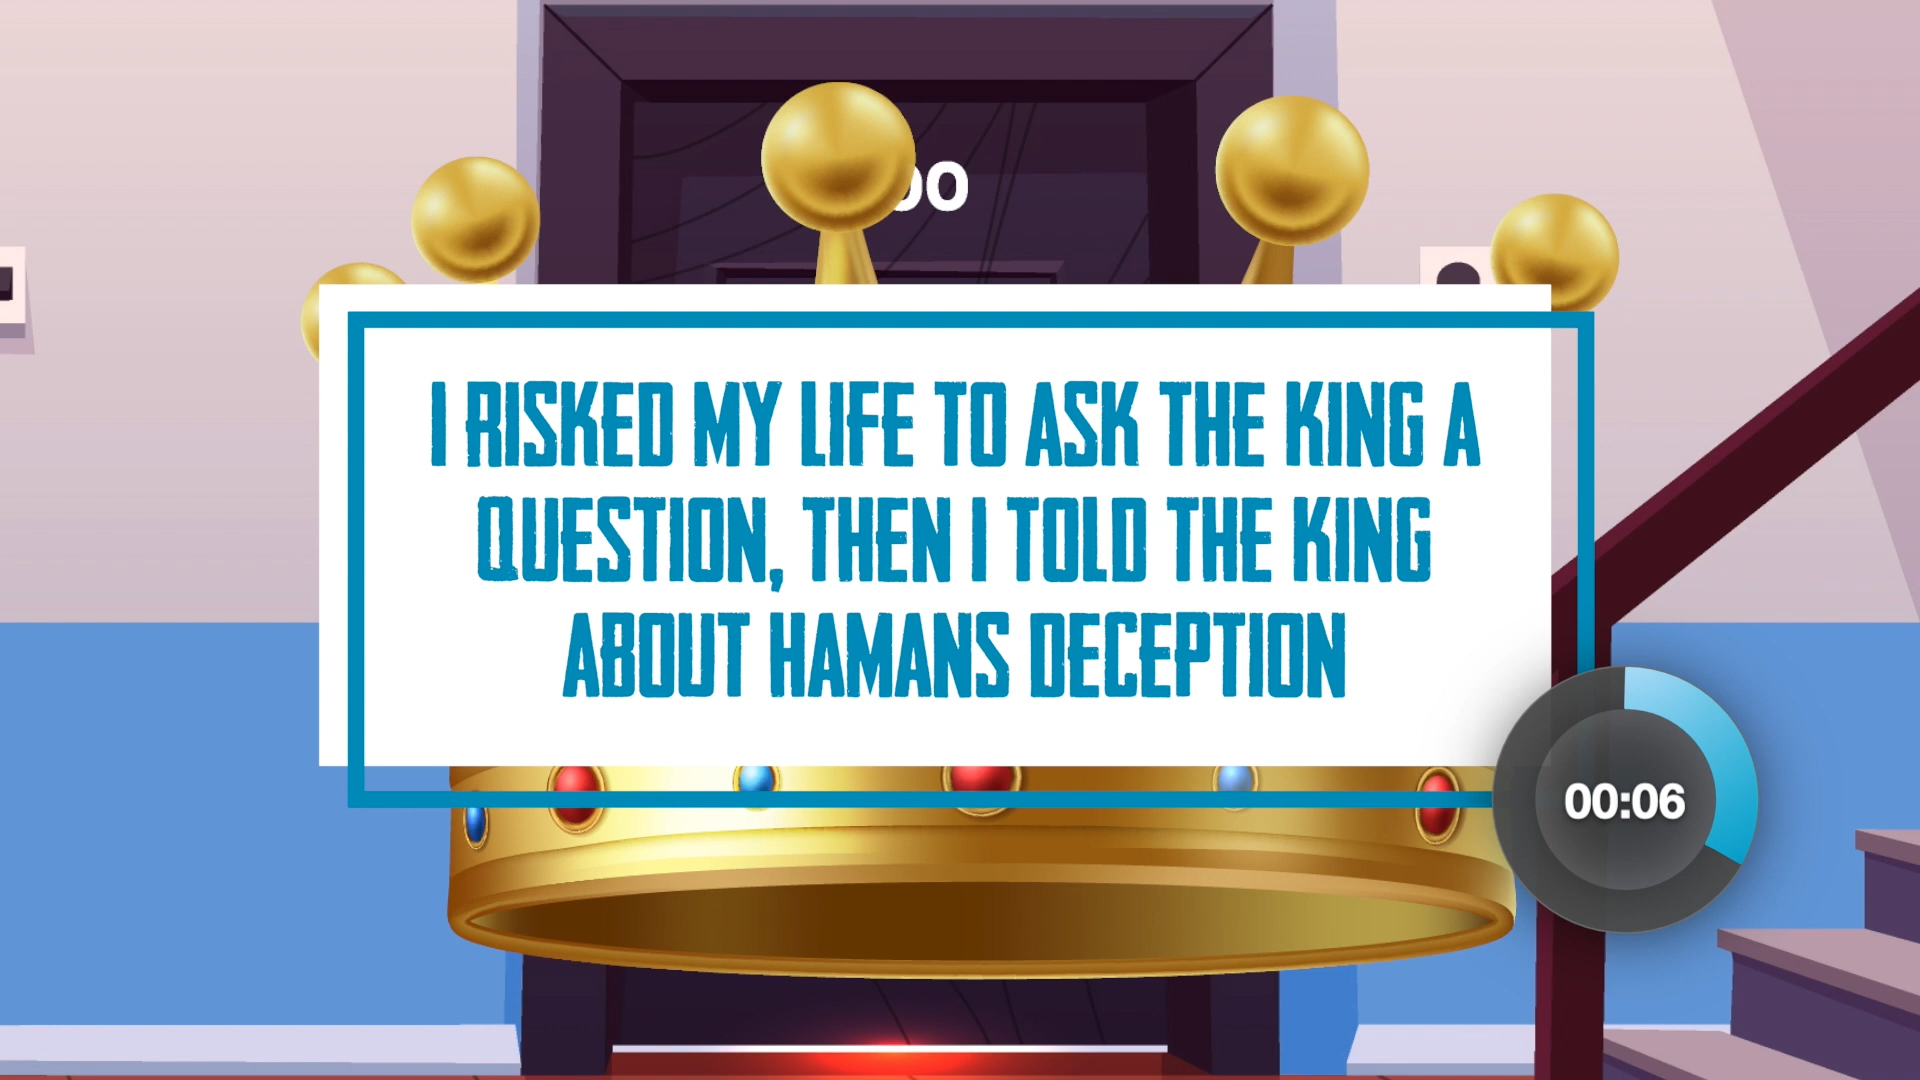 I RISKED MY LIFE TO ASK THE KING A
QUESTION, THEN I TOLD THE KING
ABOUT HAMANS DECEPTION
00:06